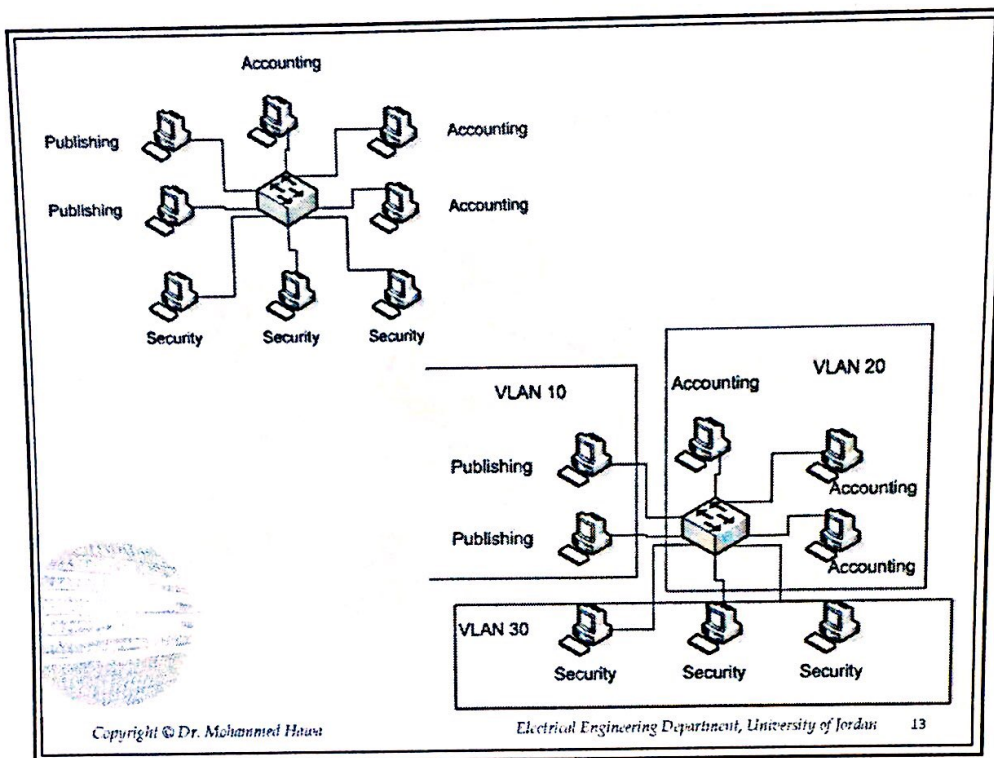 Accounting
Publishing
Accounting
Publishing
Accounting
Security
Security
Security
VLAN 10
Accounting
VLAN 20
Publishing
Accounting
Publishing
Accounting
VLAN 30
Security
Security
Security
Copyright © Dr. Mohammed Hawa
Electrical Engineering Department, University of Jordan 13